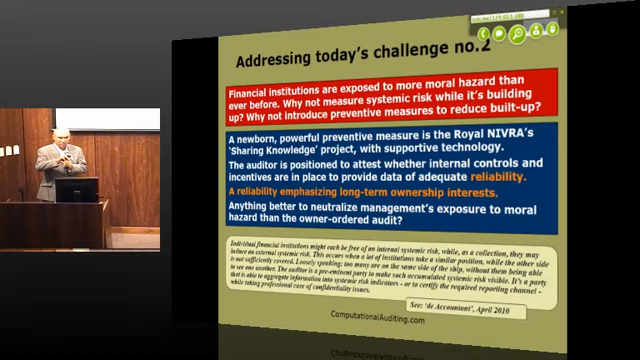 Addressing today's challenge no.2
Financial institutions are exposed to more moral hazard than
ever before. Why not measure systemic risk while it's building
up? Why not introduce preventive measures to reduce built-up?
A newborn, powerful preventive measure is the Royal NIVRA's
'Sharing Knowledge' project, with supportive technology.
The auditor is positioned to attest whether internal controls and
incentives are in place to provide data of adequate reliability.
A reliability emphasizing long-term ownership interests.
Anything better to neutralize management's exposure to moral
hazard than the owner-ordered audit?
Individual financial institutions might each be free of an internal systemic risk, while, as a collection, they may
induce an external systemic risk. This occurs when a lot of institutions take a similar position, while the other side
is not sufficiently covered. Loosely speaking: too many are on the same side of the ship, without them being able
to see one another. The auditor is a pre-eminent party to make such accumulated systemic risk visible. It's a party
that is able to aggregate information into systemic risk indicators - or to certify the required reporting channel -
while taking professional care of confidentiality issues.
See: 'de Accountant', April 2010
ComputationalAuditing.com